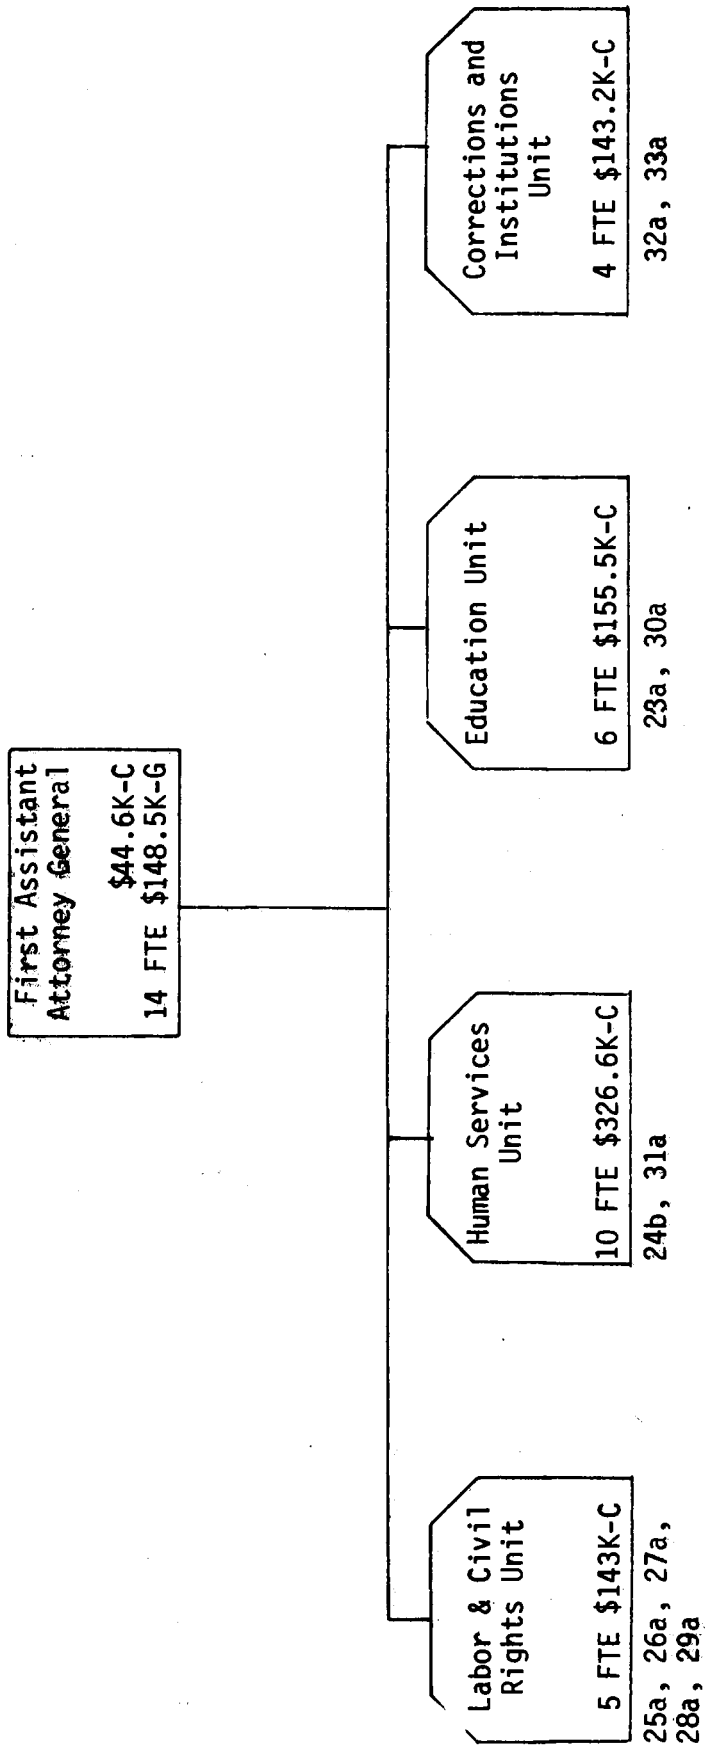 First Assistant
Attorney General
$44.6K-C
14 FTE $148.5K-G
Labor & Civil
Rights Unit
5 FTE $143K-C
25a, 26a, 27a,
28a, 29a
Human Services
Unit
10 FTE $326.6K-C
24b, 31a
Education Unit
6 FTE $155.5K-C
23a, 30a
Corrections and
Institutions
Unit
4 FTE $143.2K-C
32a, 33a